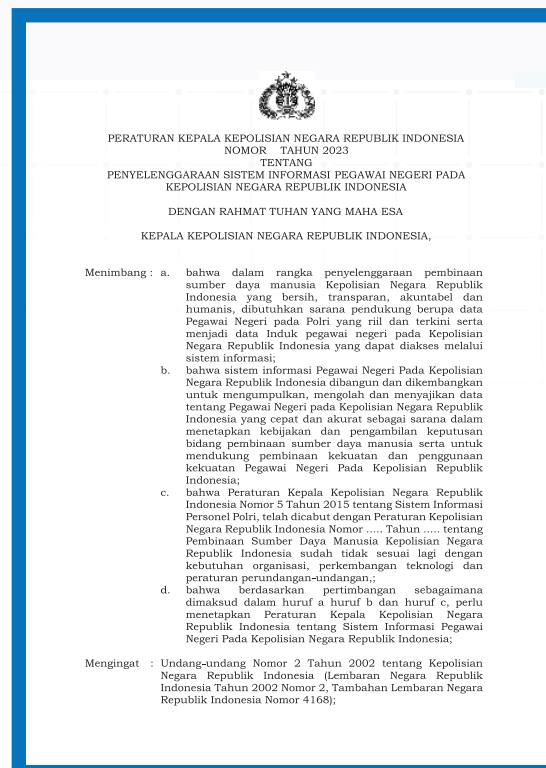 PERATURAN KEPALA KEPOLISIAN NEGARA REPUBLIK INDONESIA
NOMOR TAHUN 2023
TENTANG
PENYELENGGARAAN SISTEM INFORMASI PEGAWAI NEGERI PADA
KEPOLISIAN NEGARA REPUBLIK INDONESIA
DENGAN RAHMAT TUHAN YANG MAHA ESA
KEPALA KEPOLISIAN NEGARA REPUBLIK INDONESIA,
Menimbang : a. bahwa dalam rangka penyelenggaraan pembinaan
sumber daya manusia Kepolisian Negara Republik
Indonesia yang bersih, transparan, akuntabel dan
humanis, dibutuhkan sarana pendukung berupa data
Pegawai Negeri pada Polri yang riil dan terkini serta
menjadi data Induk pegawai negeri pada Kepolisian
Negara Republik Indonesia yang dapat diakses melalui
sistem informasi;
b. bahwa sistem informasi Pegawai Negeri Pada Kepolisian
Negara Republik Indonesia dibangun dan dikembangkan
untuk mengumpulkan, mengolah dan menyajikan data
tentang Pegawai Negeri pada Kepolisian Negara Republik
Indonesia yang cepat dan akurat sebagai sarana dalam
menetapkan kebijakan dan pengambilan keputusan
bidang pembinaan sumber daya manusia serta untuk
mendukung pembinaan kekuatan dan penggunaan
kekuatan Pegawai Negeri Pada Kepolisian Republik
Indonesia;
c. bahwa Peraturan Kepala Kepolisian Negara Republik
Indonesia Nomor 5 Tahun 2015 tentang Sistem Informasi
Personel Polri, telah dicabut dengan Peraturan Kepolisian
Negara Republik Indonesia Nomor ..... Tahun ..... tentang
Pembinaan Sumber Daya Manusia Kepolisian Negara
Republik Indonesia sudah tidak sesuai lagi dengan
kebutuhan organisasi, perkembangan teknologi dan
peraturan perundangan-undangan,;
d. bahwa berdasarkan pertimbangan sebagaimana
dimaksud dalam huruf a huruf b dan huruf c, perlu
menetapkan Peraturan Kepala Kepolisian Negara
Republik Indonesia tentang Sistem Informasi Pegawai
Negeri Pada Kepolisian Negara Republik Indonesia;
Mengingat : Undang-undang Nomor 2 Tahun 2002 tentang Kepolisian
Negara Republik Indonesia (Lembaran Negara Republik
Indonesia Tahun 2002 Nomor 2, Tambahan Lembaran Negara
Republik Indonesia Nomor 4168);